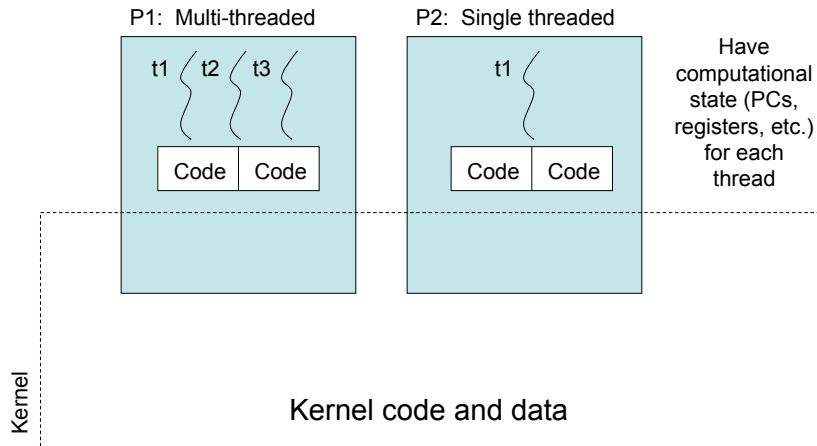 P1:  Multi-threaded
P2:  Single threaded
t1 t2 t3
t1
Have
computational
state (PCs,
registers, etc.)
for each
thread
Code Code
Code Code
Kernel
Kernel code and data